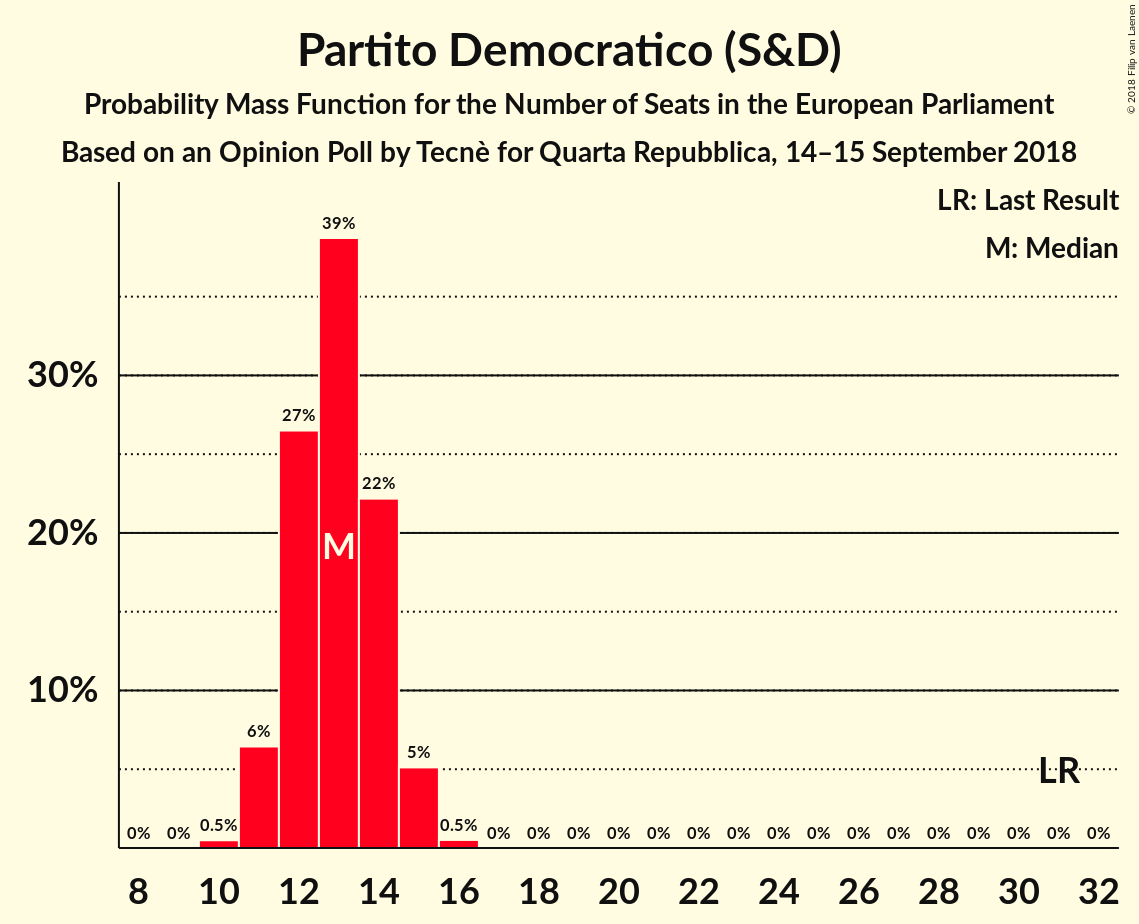 Partito Democratico (S&D)
Probability Mass Function for the Number of Seats in the European Parliament
Based on an Opinion Poll by Tecnè for Quarta Repubblica, 14–15 September 2018
© 2018 Filip van Laenen
LR: Last Result
M: Median
39%
30%
27%
22%
20%
M
10%
6%
5%
LR
0% 0% 0.5% 0.5% 0% 0% 0% 0% 0% 0% 0% 0% 0% 0% 0% 0% 0% 0% 0% 0%
8 10 12 14 16 18 20 22 24 26 28 30 32